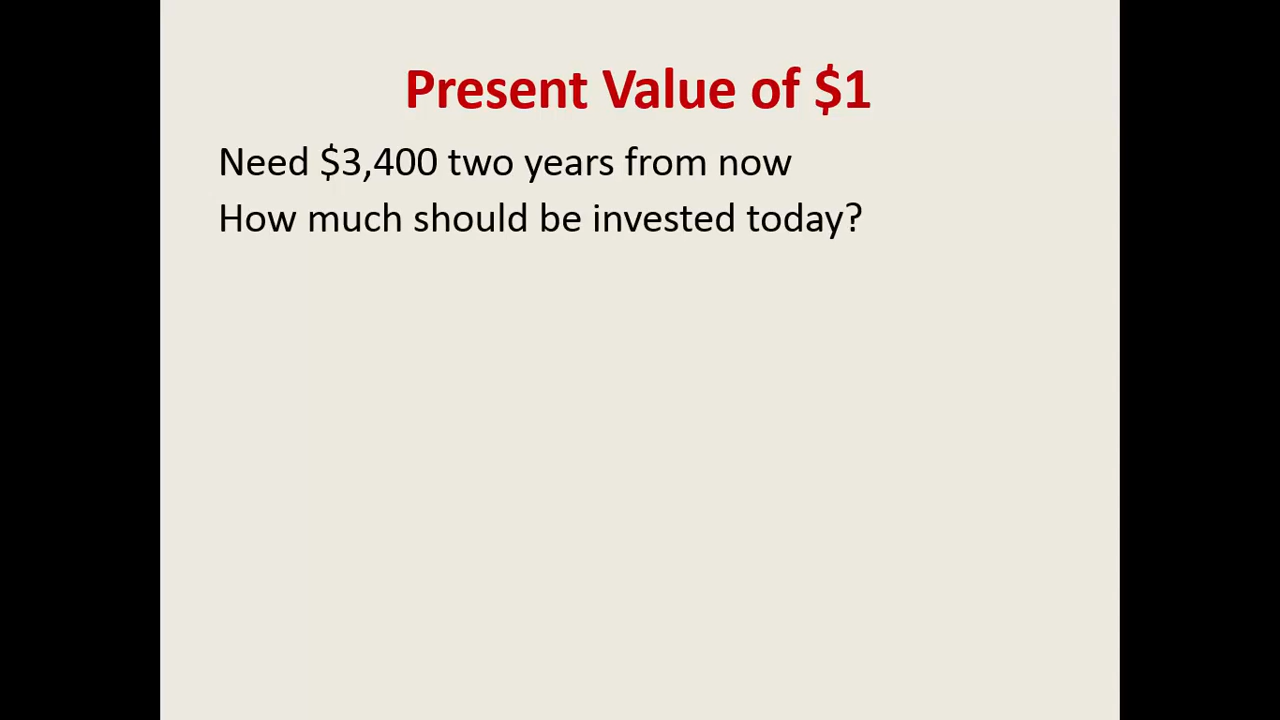 Present Value of $1
Need $3,400 two years from now
How much should be invested today?